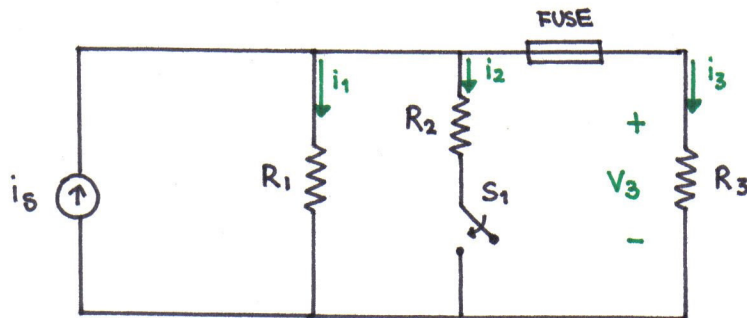 FUSE
i1
i2
i3
R2
+
R1
S1
V3
R3
is
−